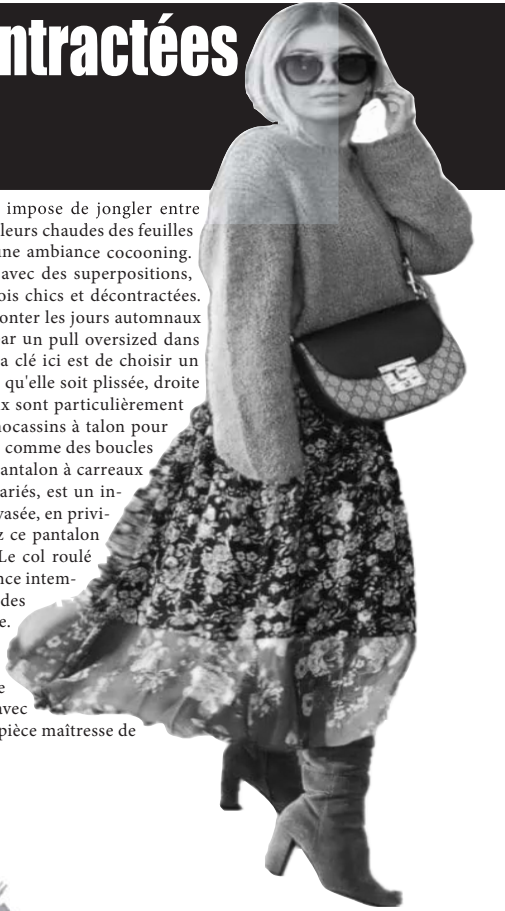 ntractées
impose de jongler entre
leurs chaudes des feuilles
une ambiance cocooning.
avec des superpositions,
ois chics et décontractées.
onter les jours automnaux
ar un pull oversized dans
a clé ici est de choisir un
qu'elle soit plissée, droite
x sont particulièrement
nocassins à talon pour
comme des boucles
pantalon à carreaux
ariés, est un in-
vasée, en privi-
z ce pantalon
Le col roulé
nce intem-
des
e.
e
avec
pièce maîtresse de